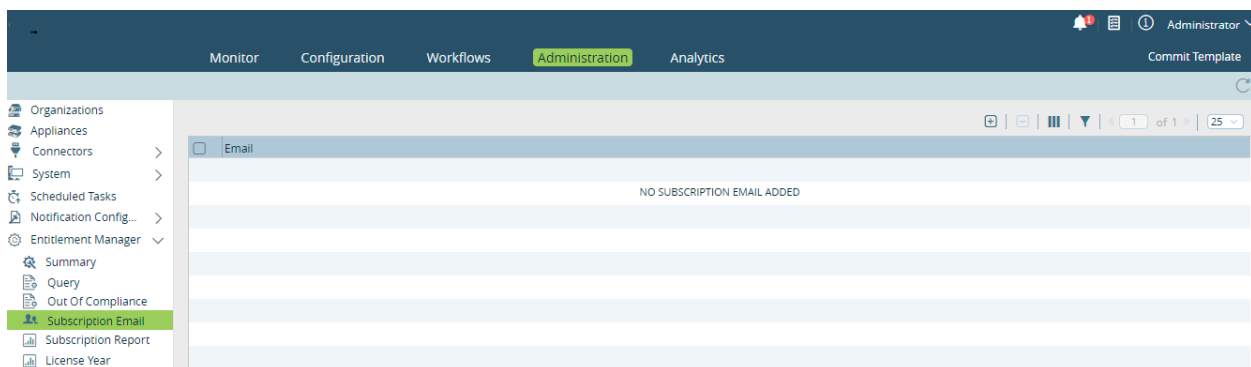 1 Administrator
Monitor Configuration Workflows Administration Analytics Commit Template
Organizations
Appliances
Connectors
System
Scheduled Tasks
Notification Config...
Entitlement Manager
Summary
Query
Out Of Compliance
Subscription Email
Subscription Report
License Year
1 of 1 25
Email
NO SUBSCRIPTION EMAIL ADDED